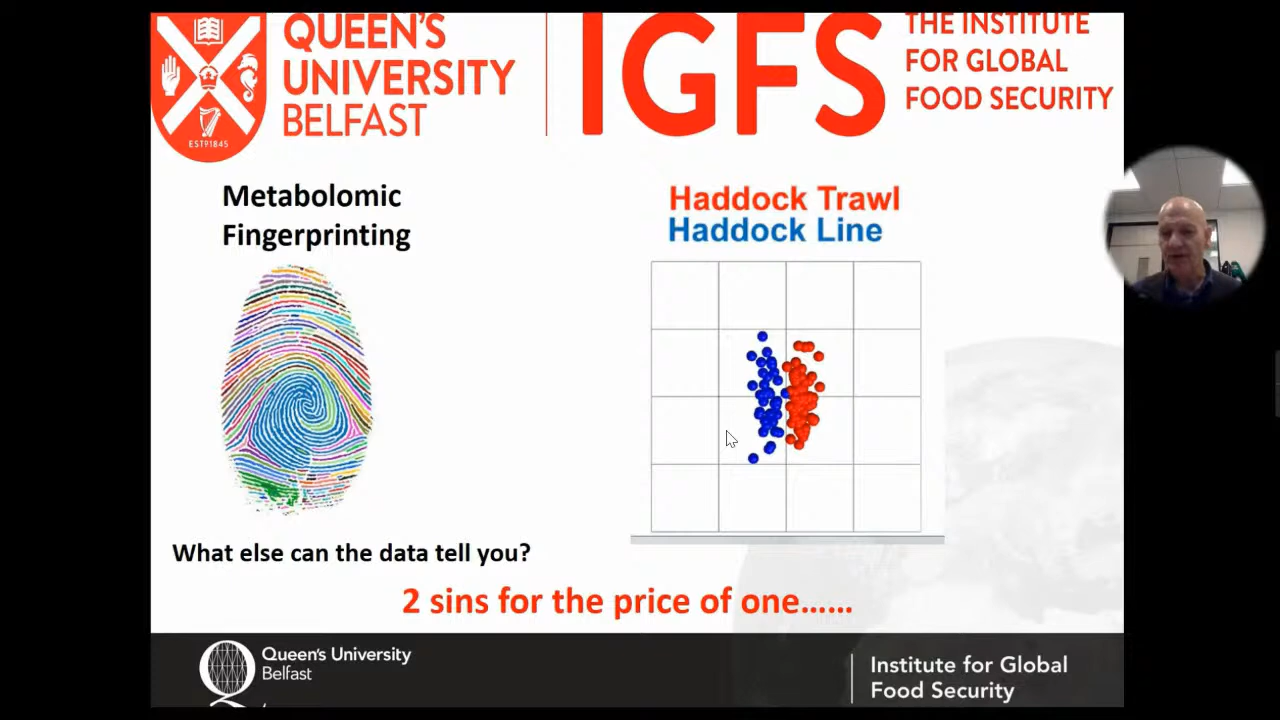 QUEEN'S
UNIVERSITY
BELFAST
ESTD1845
IGFS
THE INSTITUTE
FOR GLOBAL
FOOD SECURITY
Metabolomic
Fingerprinting
Haddock Trawl
Haddock Line
What else can the data tell you?
2 sins for the price of one......
Queen's University
Belfast
Institute for Global
Food Security